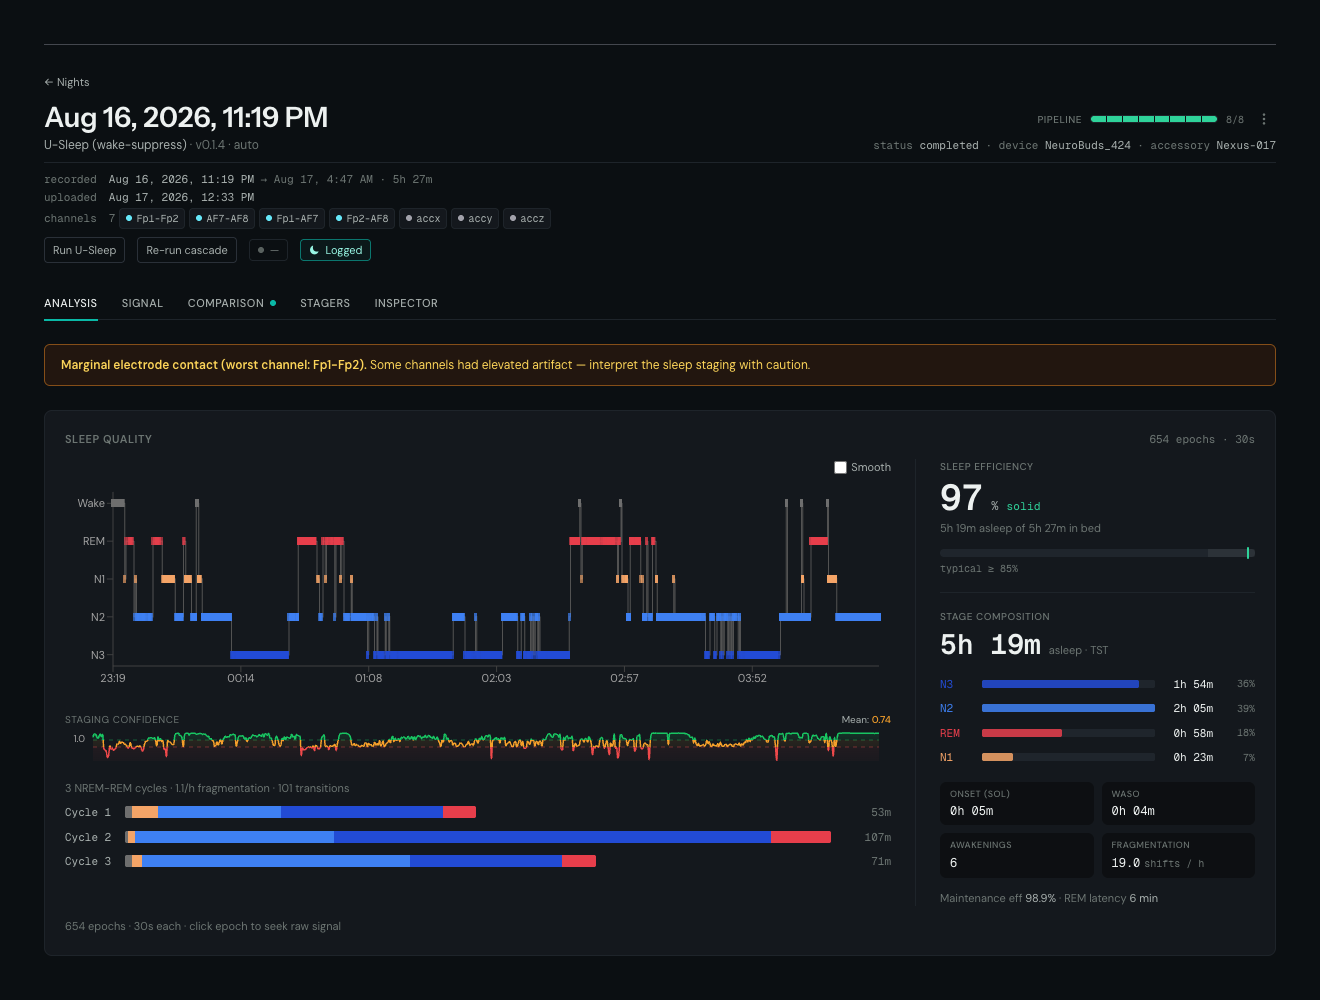 ← Nights
Aug 16, 2026, 11:19 PM
PIPELINE 8/8
U-Sleep (wake-suppress) · v0.1.4 · auto
status completed · device NeuroBuds_424 · accessory Nexus-017
recorded Aug 16, 2026, 11:19 PM → Aug 17, 4:47 AM · 5h 27m
uploaded Aug 17, 2026, 12:33 PM
channels 7 Fp1-Fp2 AF7-AF8 Fp1-AF7 Fp2-AF8 accx accy accz
Run U-Sleep Re-run cascade — Logged
ANALYSIS SIGNAL COMPARISON STAGERS INSPECTOR
Marginal electrode contact (worst channel: Fp1-Fp2). Some channels had elevated artifact — interpret the sleep staging with caution.
SLEEP QUALITY
654 epochs · 30s
Smooth
Wake
REM
N1
N2
N3
23:19 00:14 01:08 02:03 02:57 03:52
STAGING CONFIDENCE
Mean: 0.74
1.0
3 NREM-REM cycles · 1.1/h fragmentation · 101 transitions
Cycle 1 53m
Cycle 2 107m
Cycle 3 71m
654 epochs · 30s each · click epoch to seek raw signal
SLEEP EFFICIENCY
97 % solid
5h 19m asleep of 5h 27m in bed
typical ≥ 85%
STAGE COMPOSITION
5h 19m asleep · TST
N3 1h 54m 36%
N2 2h 05m 39%
REM 0h 58m 18%
N1 0h 23m 7%
ONSET (SOL)
0h 05m
WASO
0h 04m
AWAKENINGS
6
FRAGMENTATION
19.0 shifts / h
Maintenance eff 98.9% · REM latency 6 min